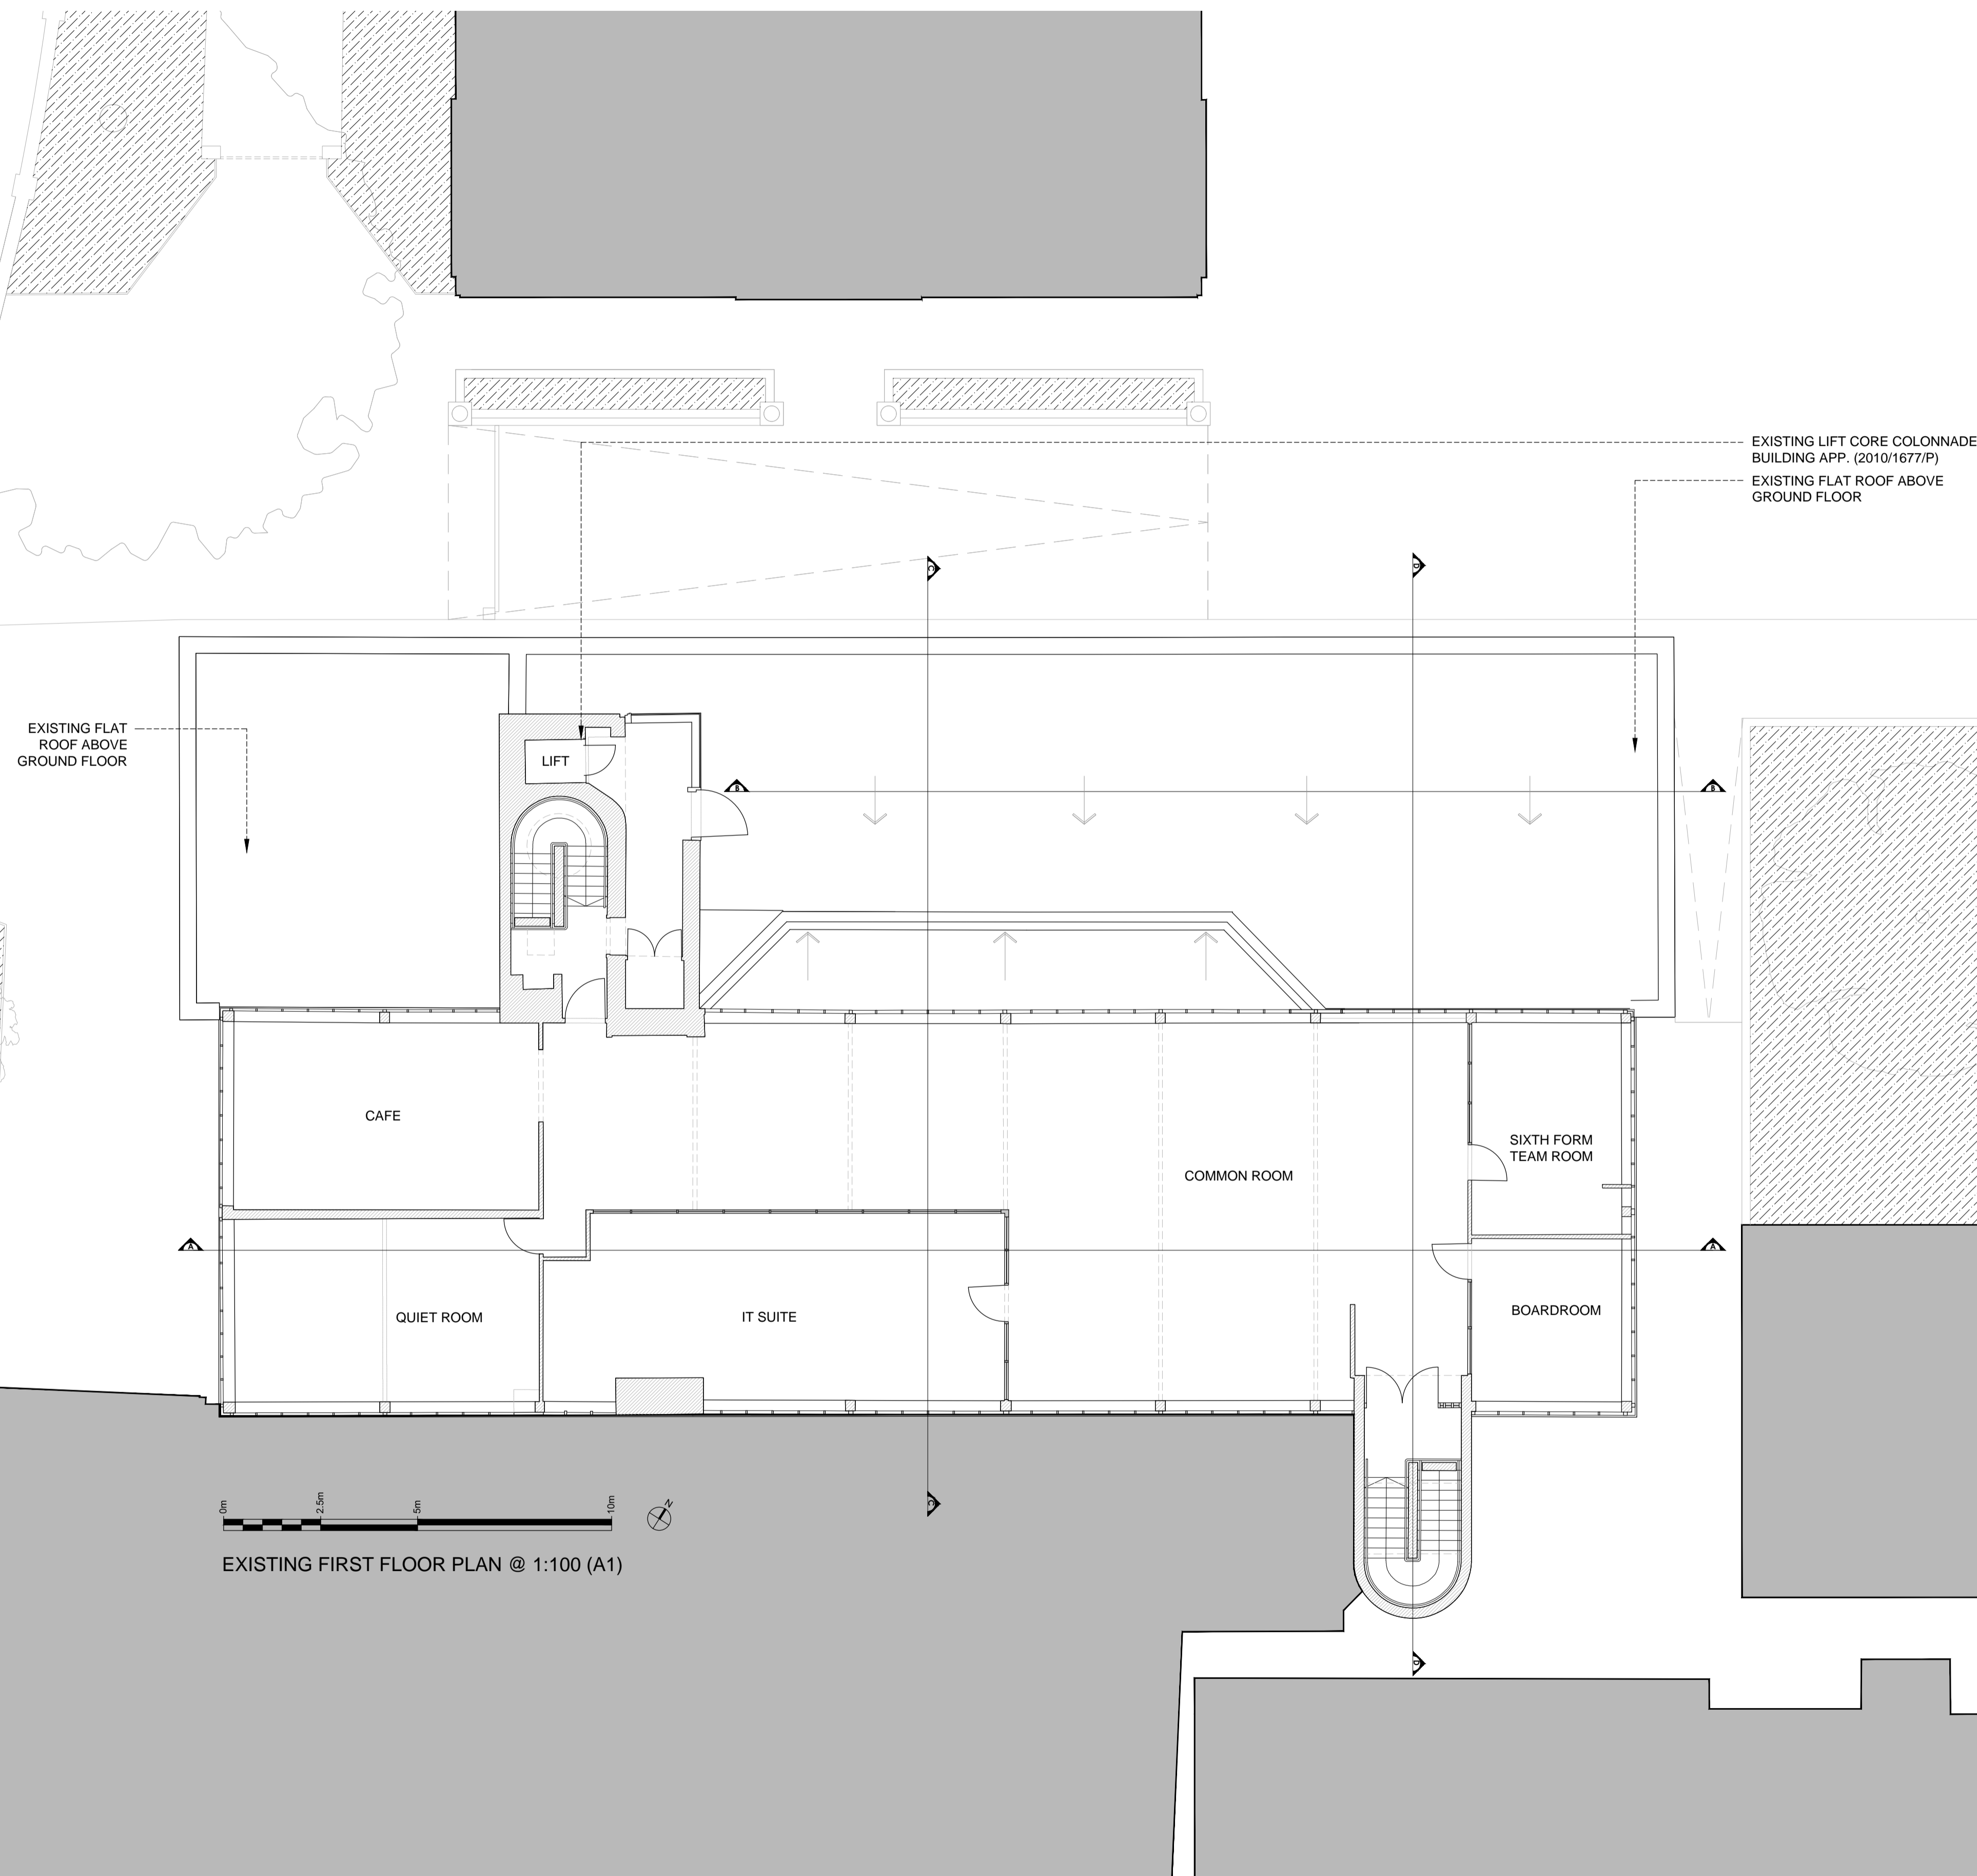 EXISTING LIFT CORE COLONNADE
BUILDING APP. (2010/1677/P)
EXISTING FLAT ROOF ABOVE
GROUND FLOOR
C
D
EXISTING FLAT
ROOF ABOVE
GROUND FLOOR
LIFT
B
B
CAFE
SIXTH FORM
TEAM ROOM
COMMON ROOM
A
A
QUIET ROOM
IT SUITE
BOARDROOM
0m
2.5m
5m
10m
N
C
EXISTING FIRST FLOOR PLAN @ 1:100 (A1)
D